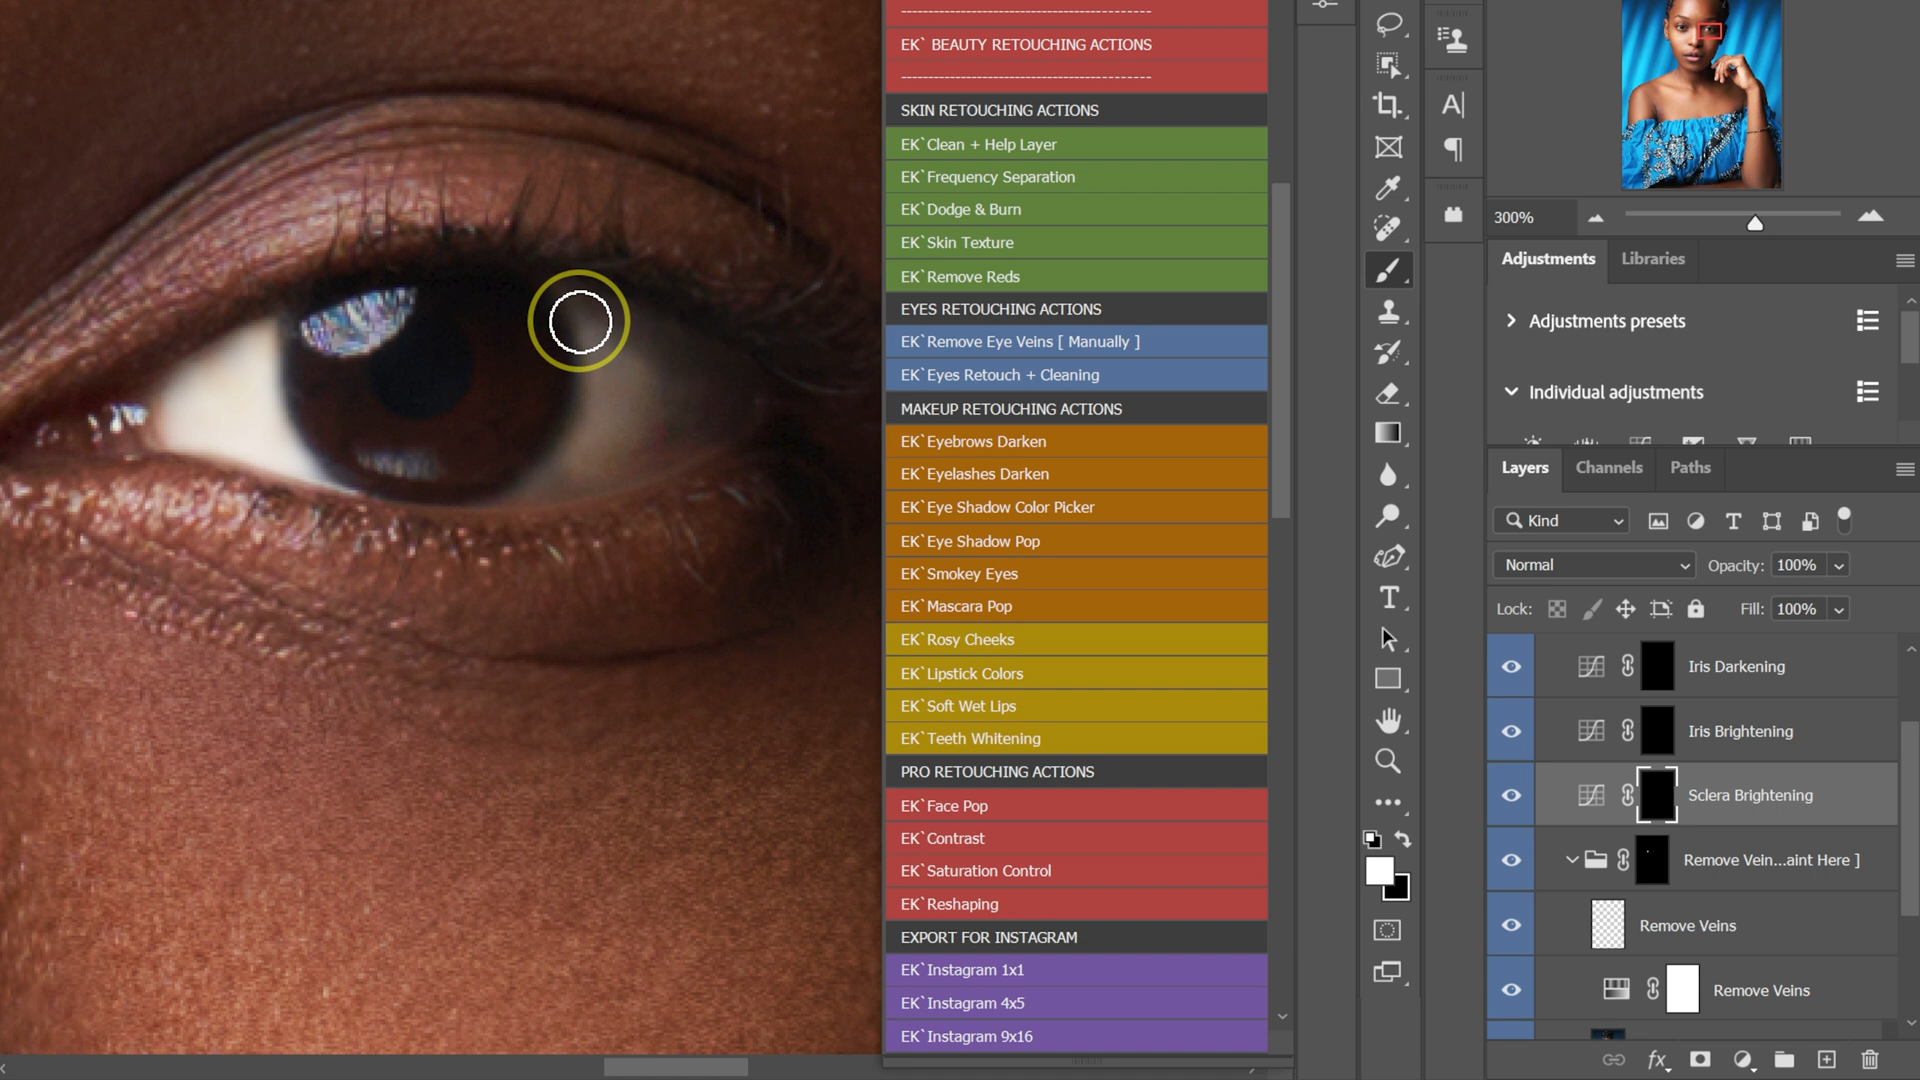 EK` BEAUTY RETOUCHING ACTIONS
SKIN RETOUCHING ACTIONS
EK`Clean + Help Layer
EK`Frequency Separation
EK`Dodge & Burn
EK`Skin Texture
EK`Remove Reds
EYES RETOUCHING ACTIONS
EK`Remove Eye Veins [ Manually ]
EK`Eyes Retouch + Cleaning
MAKEUP RETOUCHING ACTIONS
EK`Eyebrows Darken
EK`Eyelashes Darken
EK`Eye Shadow Color Picker
EK`Eye Shadow Pop
EK`Smokey Eyes
EK`Mascara Pop
EK`Rosy Cheeks
EK`Lipstick Colors
EK`Soft Wet Lips
EK`Teeth Whitening
PRO RETOUCHING ACTIONS
EK`Face Pop
EK`Contrast
EK`Saturation Control
EK`Reshaping
EXPORT FOR INSTAGRAM
EK`Instagram 1x1
EK`Instagram 4x5
EK`Instagram 9x16
300%
Adjustments Libraries
Adjustments presets
Individual adjustments
Layers Channels Paths
Kind
Normal Opacity: 100%
Lock: Fill: 100%
Iris Darkening
Iris Brightening
Sclera Brightening
Remove Vein...aint Here ]
Remove Veins
Remove Veins
fx